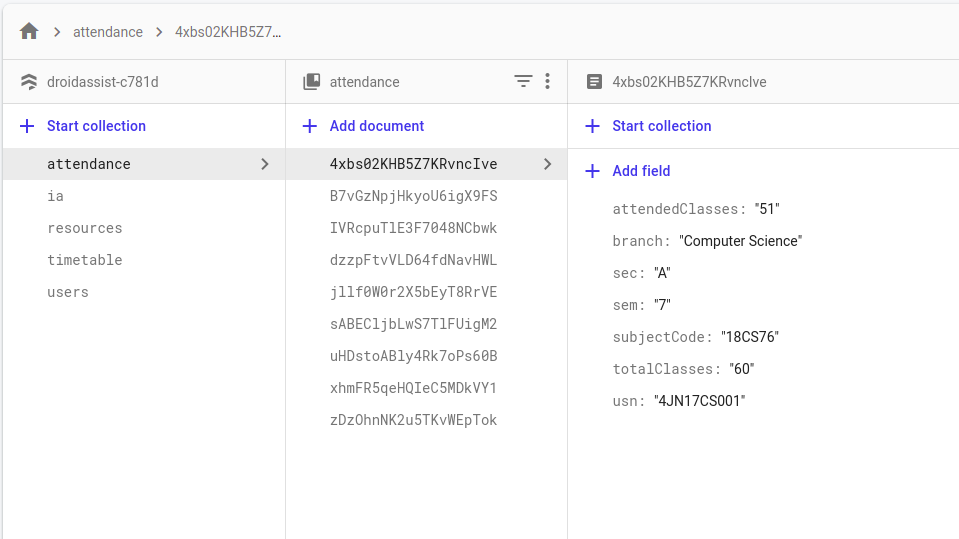 attendance 4xbs02KHB5Z7...
droidassist-c781d
Start collection
attendance
ia
resources
timetable
users
attendance
Add document
4xbs02KHB5Z7KRvncIve
B7vGzNpjHkyoU6igX9FS
IVRcpuTlE3F7048NCbwk
dzzpFtvVLD64fdNavHWL
jllf0W0r2X5bEyT8RrVE
sABECljbLwS7TlFUigM2
uHDstoABly4Rk7oPs60B
xhmFR5qeHQIeC5MDkVY1
zDzOhnNK2u5TKvWEpTok
4xbs02KHB5Z7KRvncIve
Start collection
Add field
attendedClasses: "51"
branch: "Computer Science"
sec: "A"
sem: "7"
subjectCode: "18CS76"
totalClasses: "60"
usn: "4JN17CS001"